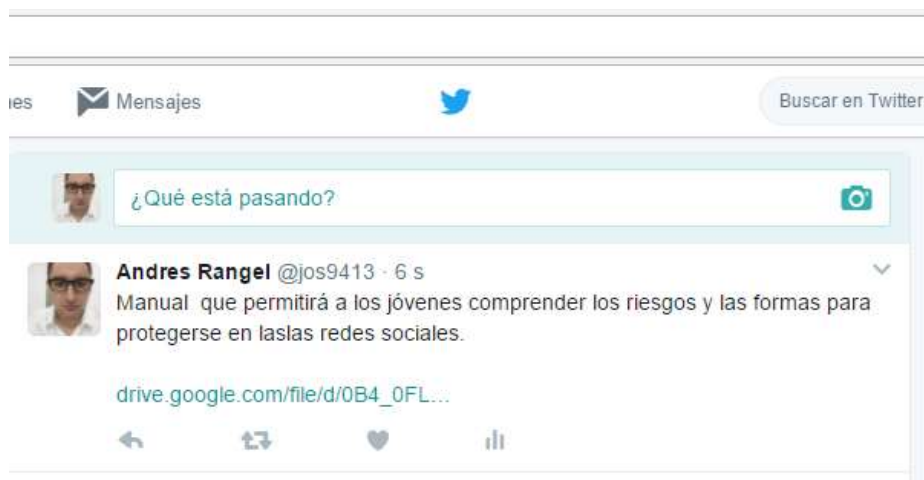 Mensajes
Buscar en Twitter
¿Qué está pasando?
Andres Rangel @jos9413 · 6 s
Manual que permitirá a los jóvenes comprender los riesgos y las formas para
protegerse en laslas redes sociales.
drive.google.com/file/d/0B4_0FL...